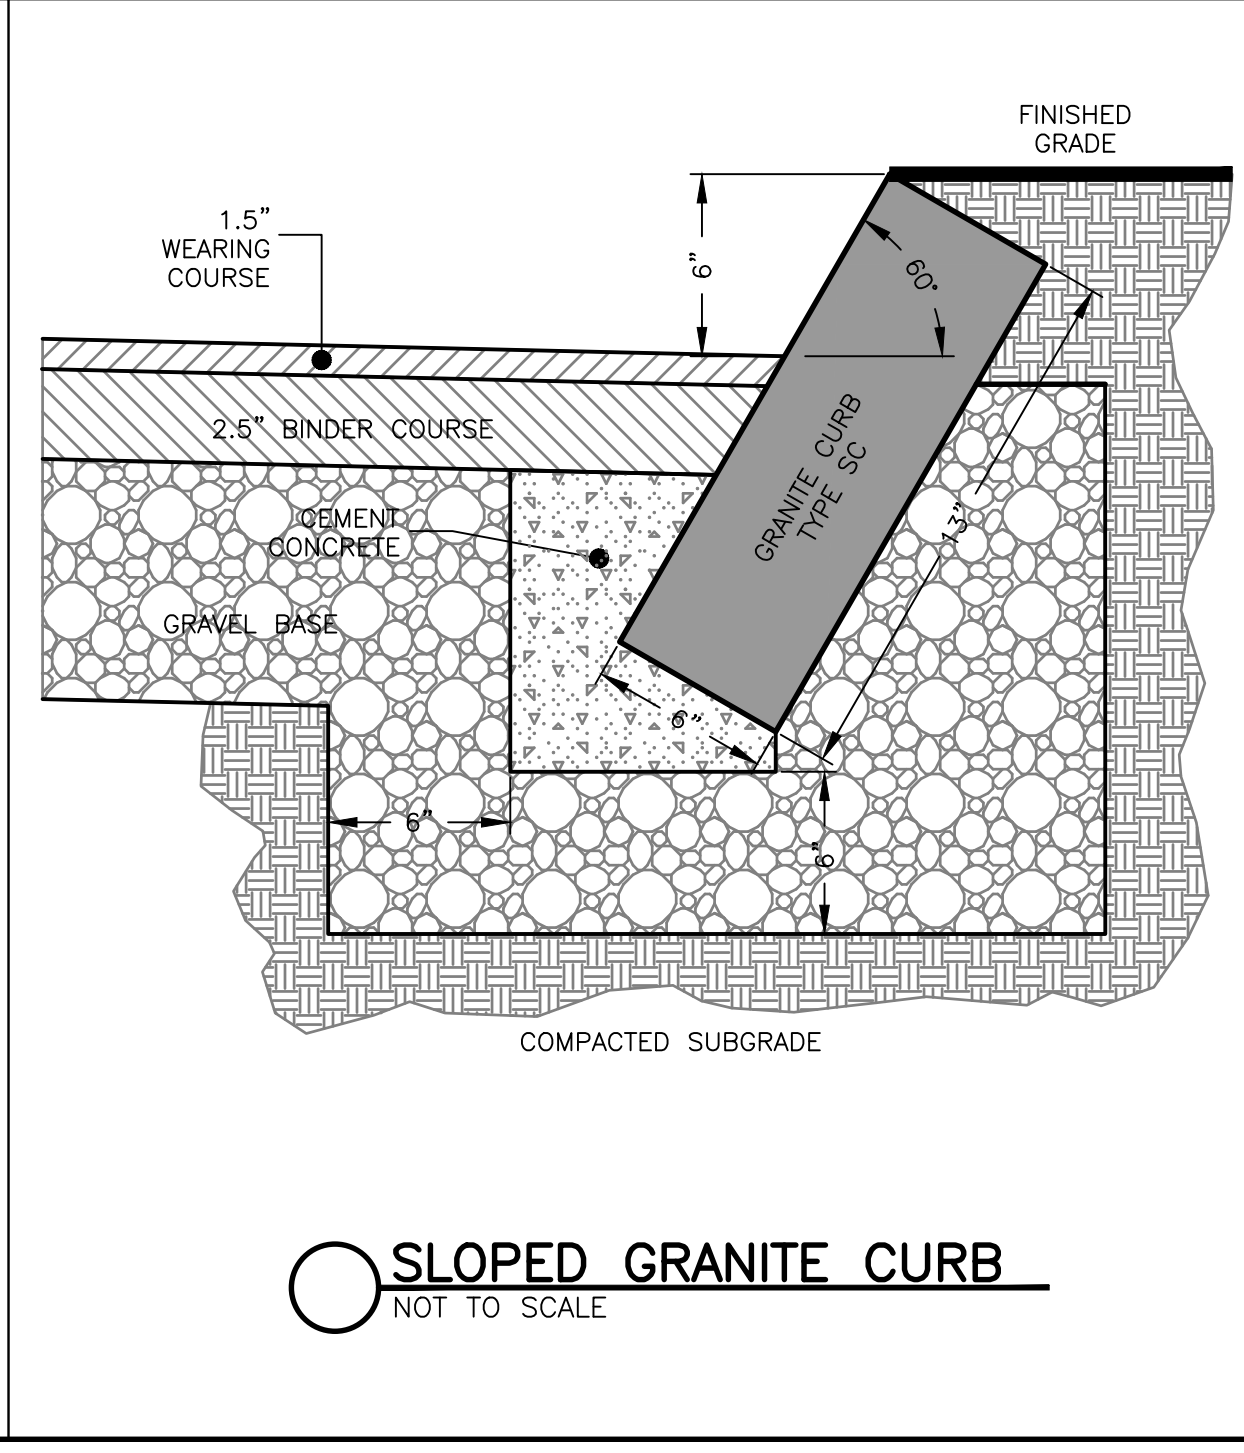 FINISHED
GRADE
1.5”
WEARING
COURSE
6”
60°
2.5” BINDER COURSE
GRANITE CURB
TYPE SC
13”
CEMENT
CONCRETE
GRAVEL BASE
6”
6”
6”
COMPACTED SUBGRADE
SLOPED GRANITE CURB
NOT TO SCALE